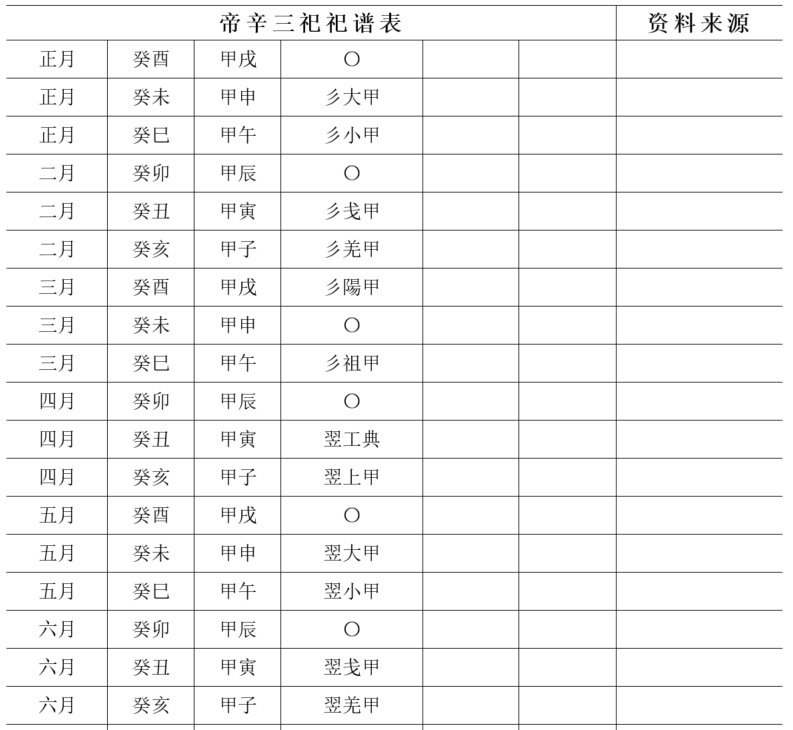 帝辛三祀祀谱表 资料来源
正月 癸酉 甲戌 〇
正月 癸未 甲申 彡大甲
正月 癸巳 甲午 彡小甲
二月 癸卯 甲辰 〇
二月 癸丑 甲寅 彡戋甲
二月 癸亥 甲子 彡羌甲
三月 癸酉 甲戌 彡陽甲
三月 癸未 甲申 〇
三月 癸巳 甲午 彡祖甲
四月 癸卯 甲辰 〇
四月 癸丑 甲寅 翌工典
四月 癸亥 甲子 翌上甲
五月 癸酉 甲戌 〇
五月 癸未 甲申 翌大甲
五月 癸巳 甲午 翌小甲
六月 癸卯 甲辰 〇
六月 癸丑 甲寅 翌戋甲
六月 癸亥 甲子 翌羌甲